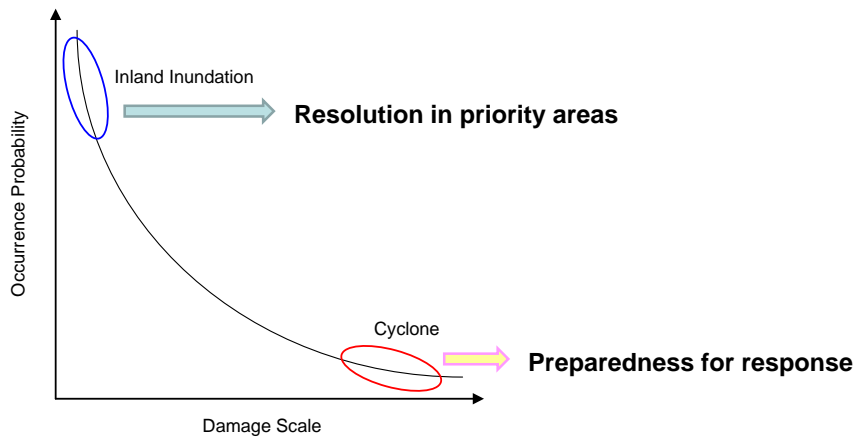 Inland Inundation
Resolution in priority areas
Occurrence Probability
Cyclone
Preparedness for response
Damage Scale